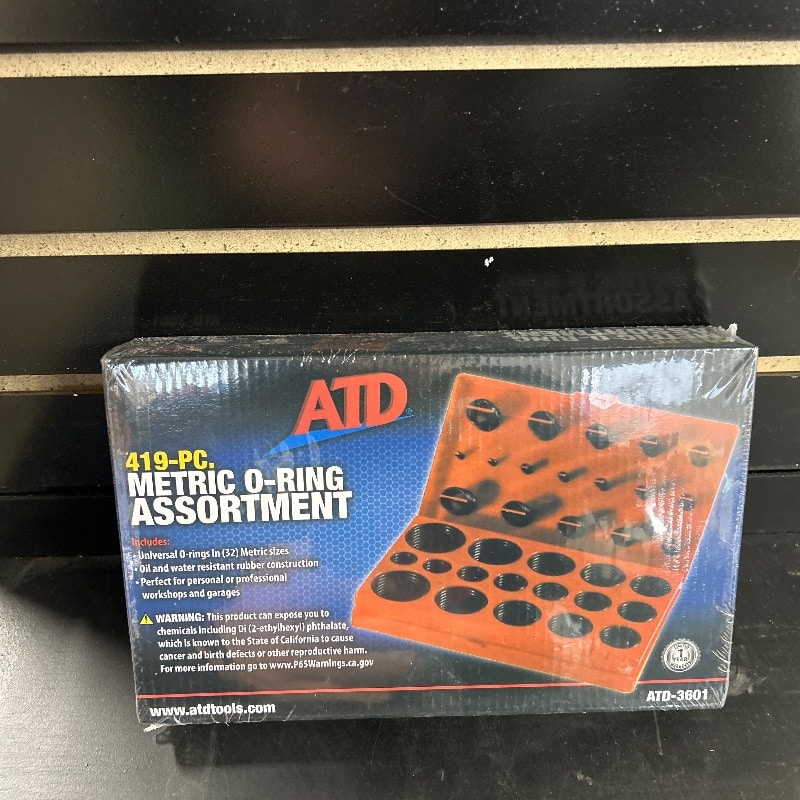 ATD
419-PC.
METRIC O-RING
ASSORTMENT
Includes:
• Universal O-rings In (32) Metric sizes
• Oil and water resistant rubber construction
• Perfect for personal or professional
workshops and garages
WARNING: This product can expose you to
chemicals including Di (2-ethylhexyl) phthalate,
which is known to the State of California to cause
cancer and birth defects or other reproductive harm.
For more information go to www.P65Warnings.ca.gov
1
YEAR
www.atdtools.com
ATD-3601